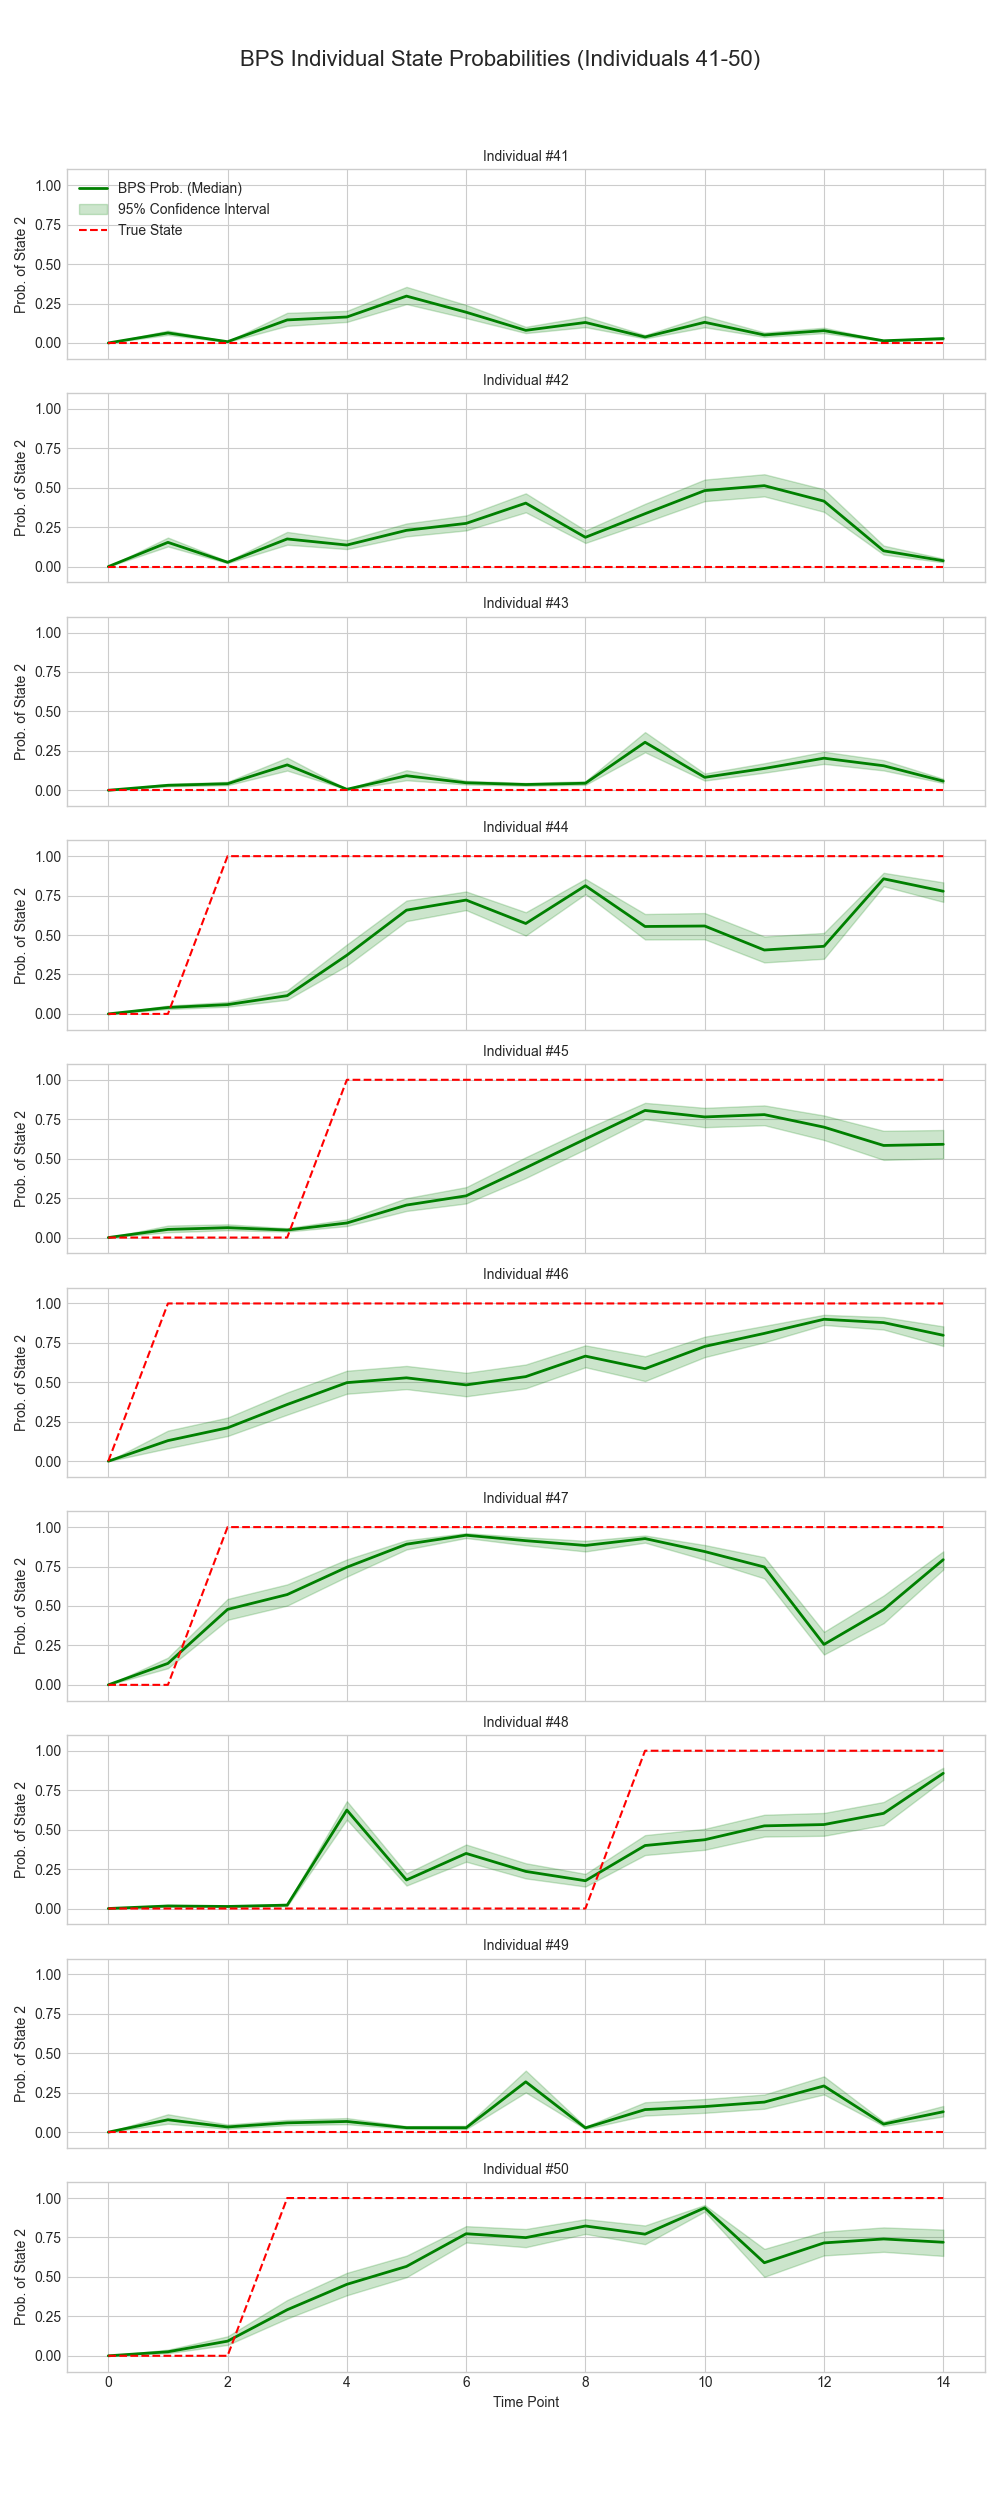 BPS Individual State Probabilities (Individuals 41-50)
Individual #41
1.00
0.75
0.50
0.25
0.00
Prob. of State 2
BPS Prob. (Median)
95% Confidence Interval
True State
Individual #42
1.00
0.75
0.50
0.25
0.00
Prob. of State 2
Individual #43
1.00
0.75
0.50
0.25
0.00
Prob. of State 2
Individual #44
1.00
0.75
0.50
0.25
0.00
Prob. of State 2
Individual #45
1.00
0.75
0.50
0.25
0.00
Prob. of State 2
Individual #46
1.00
0.75
0.50
0.25
0.00
Prob. of State 2
Individual #47
1.00
0.75
0.50
0.25
0.00
Prob. of State 2
Individual #48
1.00
0.75
0.50
0.25
0.00
Prob. of State 2
Individual #49
1.00
0.75
0.50
0.25
0.00
Prob. of State 2
Individual #50
1.00
0.75
0.50
0.25
0.00
Prob. of State 2
0 2 4 6 8 10 12 14
Time Point